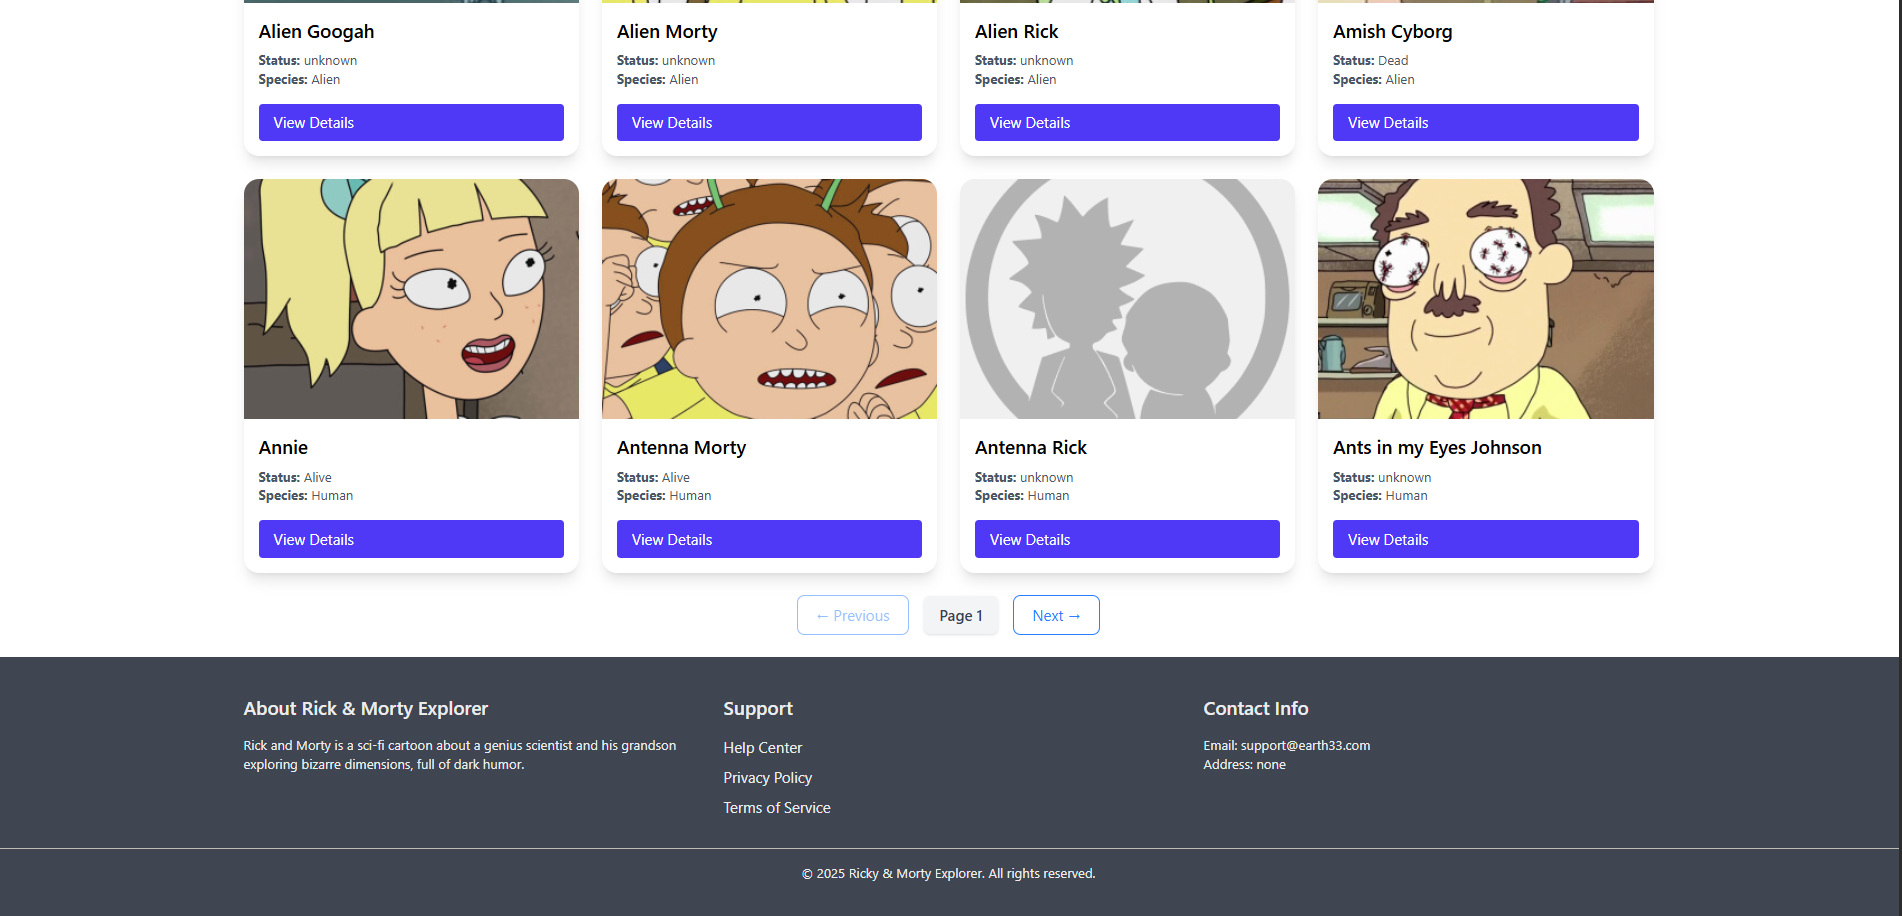 Alien Googah
Status: unknown
Species: Alien
View Details
Alien Morty
Status: unknown
Species: Alien
View Details
Alien Rick
Status: unknown
Species: Alien
View Details
Amish Cyborg
Status: Dead
Species: Alien
View Details
Annie
Status: Alive
Species: Human
View Details
Antenna Morty
Status: Alive
Species: Human
View Details
Antenna Rick
Status: unknown
Species: Human
View Details
Ants in my Eyes Johnson
Status: unknown
Species: Human
View Details
← Previous
Page 1
Next →
About Rick & Morty Explorer
Rick and Morty is a sci-fi cartoon about a genius scientist and his grandson
exploring bizarre dimensions, full of dark humor.
Support
Help Center
Privacy Policy
Terms of Service
Contact Info
Email: support@earth33.com
Address: none
© 2025 Ricky & Morty Explorer. All rights reserved.